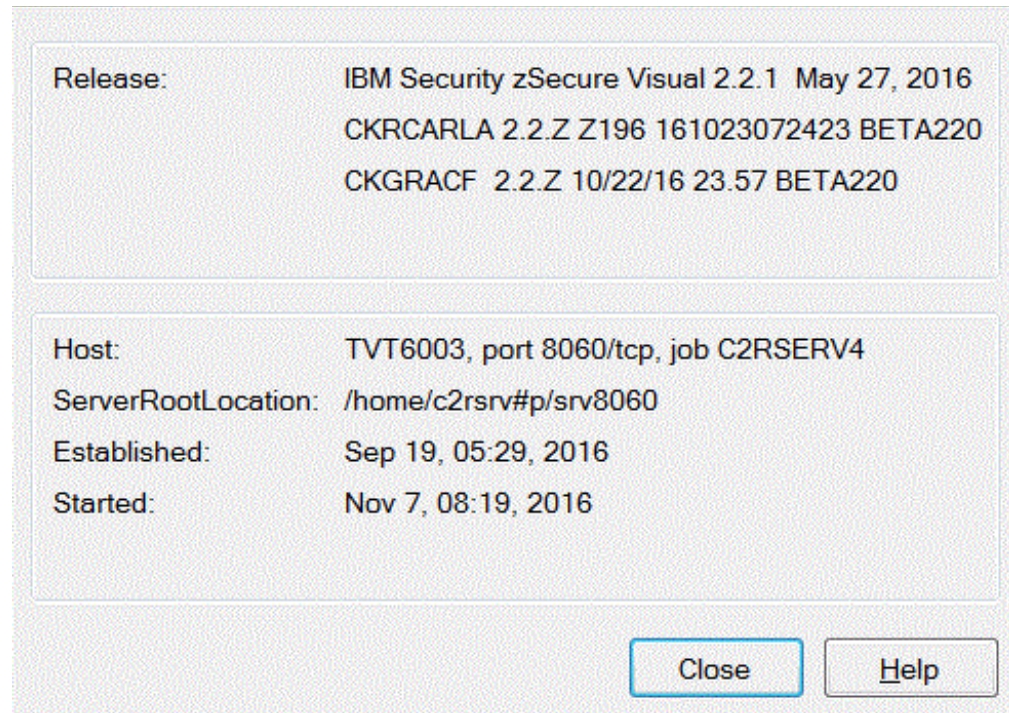 Release: IBM Security zSecure Visual 2.2.1 May 27, 2016
CKRCARLA 2.2.Z Z196 161023072423 BETA220
CKGRACF 2.2.Z 10/22/16 23.57 BETA220
Host: TVT6003, port 8060/tcp, job C2RSERV4
ServerRootLocation: /home/c2rsrv#p/srv8060
Established: Sep 19, 05:29, 2016
Started: Nov 7, 08:19, 2016
Close Help